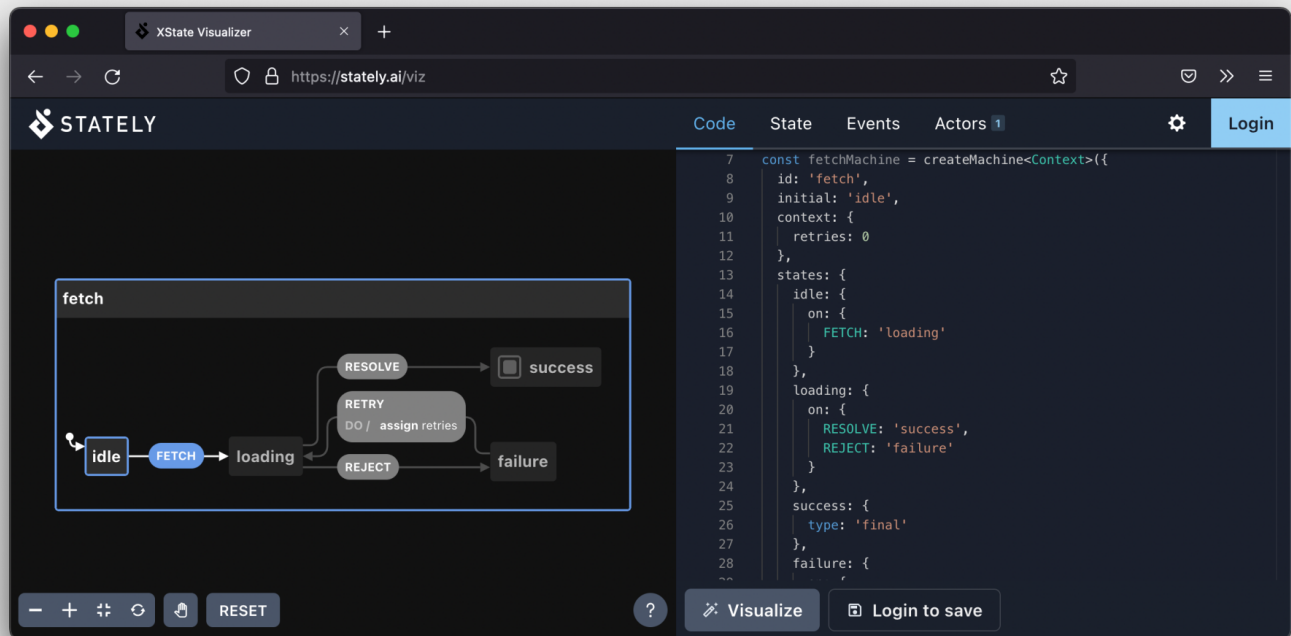 XState Visualizer
https://stately.ai/viz
STATELY
Code State Events Actors 1 Login
fetch
RESOLVE
success
RETRY
DO / assign retries
idle
FETCH
loading
REJECT
failure
RESET
?
7 const fetchMachine = createMachine<Context>({
8 id: 'fetch',
9 initial: 'idle',
10 context: {
11 retries: 0
12 },
13 states: {
14 idle: {
15 on: {
16 FETCH: 'loading'
17 }
18 },
19 loading: {
20 on: {
21 RESOLVE: 'success',
22 REJECT: 'failure'
23 }
24 },
25 success: {
26 type: 'final'
27 },
28 failure: {
Visualize
Login to save